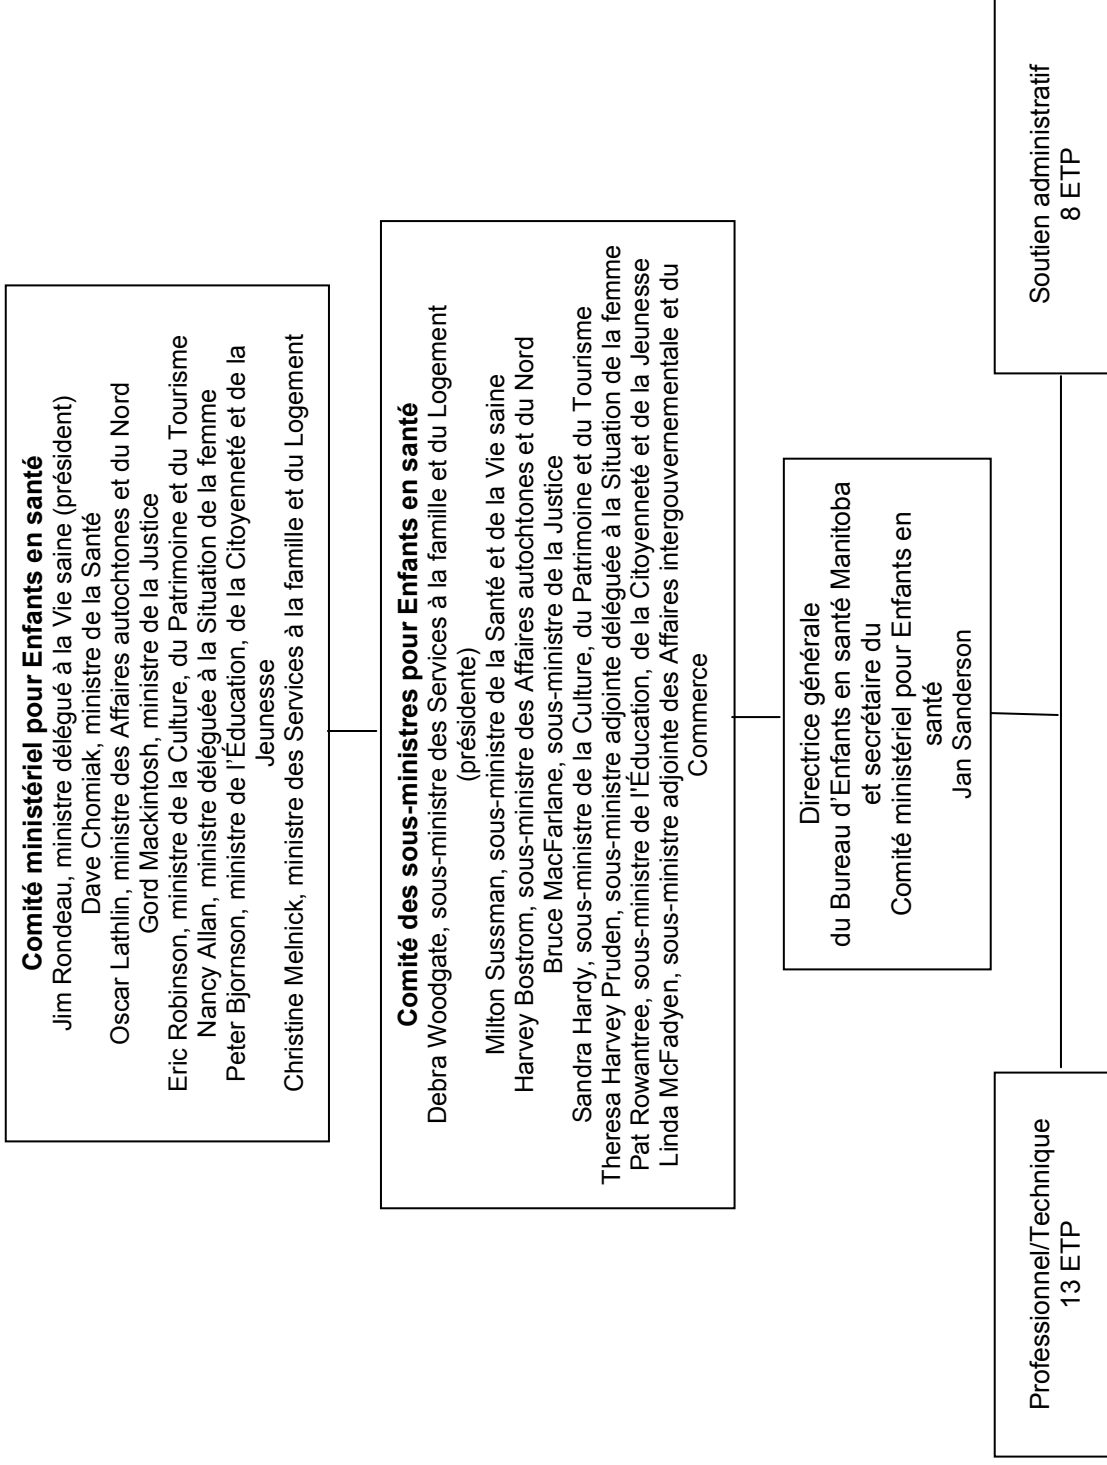 Comité ministériel pour Enfants en santé
Jim Rondeau, ministre délégué à la Vie saine (président)
Dave Chomiak, ministre de la Santé
Oscar Lathlin, ministre des Affaires autochtones et du Nord
Gord Mackintosh, ministre de la Justice
Eric Robinson, ministre de la Culture, du Patrimoine et du Tourisme
Nancy Allan, ministre déléguée à la Situation de la femme
Peter Bjornson, ministre de l'Éducation, de la Citoyenneté et de la
Jeunesse
Christine Melnick, ministre des Services à la famille et du Logement
Comité des sous-ministres pour Enfants en santé
Debra Woodgate, sous-ministre des Services à la famille et du Logement
(présidente)
Milton Sussman, sous-ministre de la Santé et de la Vie saine
Harvey Bostrom, sous-ministre des Affaires autochtones et du Nord
Bruce MacFarlane, sous-ministre de la Justice
Sandra Hardy, sous-ministre de la Culture, du Patrimoine et du Tourisme
Theresa Harvey Pruden, sous-ministre adjointe déléguée à la Situation de la femme
Pat Rowantree, sous-ministre de l'Éducation, de la Citoyenneté et de la Jeunesse
Linda McFadyen, sous-ministre adjointe des Affaires intergouvernementale et du
Commerce
Directrice générale
du Bureau d'Enfants en santé Manitoba
et secrétaire du
Comité ministériel pour Enfants en
santé
Jan Sanderson
Professionnel/Technique
13 ETP
Soutien administratif
8 ETP